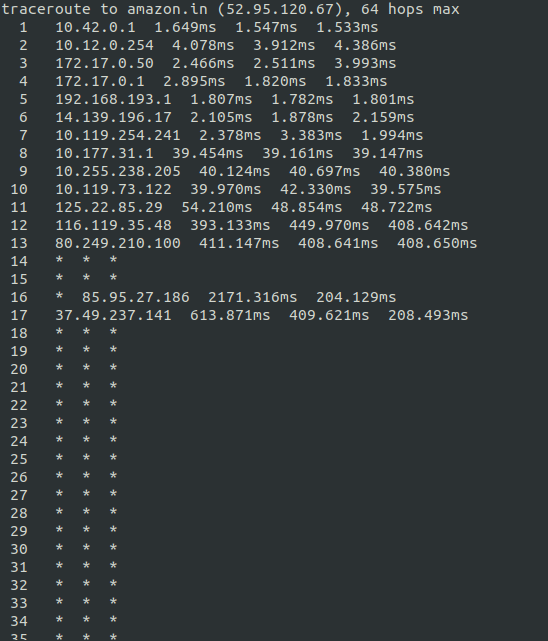 traceroute to amazon.in (52.95.120.67), 64 hops max
1 10.42.0.1 1.649ms 1.547ms 1.533ms
2 10.12.0.254 4.078ms 3.912ms 4.386ms
3 172.17.0.50 2.466ms 2.511ms 3.993ms
4 172.17.0.1 2.895ms 1.820ms 1.833ms
5 192.168.193.1 1.807ms 1.782ms 1.801ms
6 14.139.196.17 2.105ms 1.878ms 2.159ms
7 10.119.254.241 2.378ms 3.383ms 1.994ms
8 10.177.31.1 39.454ms 39.161ms 39.147ms
9 10.255.238.205 40.124ms 40.697ms 40.380ms
10 10.119.73.122 39.970ms 42.330ms 39.575ms
11 125.22.85.29 54.210ms 48.854ms 48.722ms
12 116.119.35.48 393.133ms 449.970ms 408.642ms
13 80.249.210.100 411.147ms 408.641ms 408.650ms
14 * * *
15 * * *
16 * 85.95.27.186 2171.316ms 204.129ms
17 37.49.237.141 613.871ms 409.621ms 208.493ms
18 * * *
19 * * *
20 * * *
21 * * *
22 * * *
23 * * *
24 * * *
25 * * *
26 * * *
27 * * *
28 * * *
29 * * *
30 * * *
31 * * *
32 * * *
33 * * *
34 * * *
35 * * *